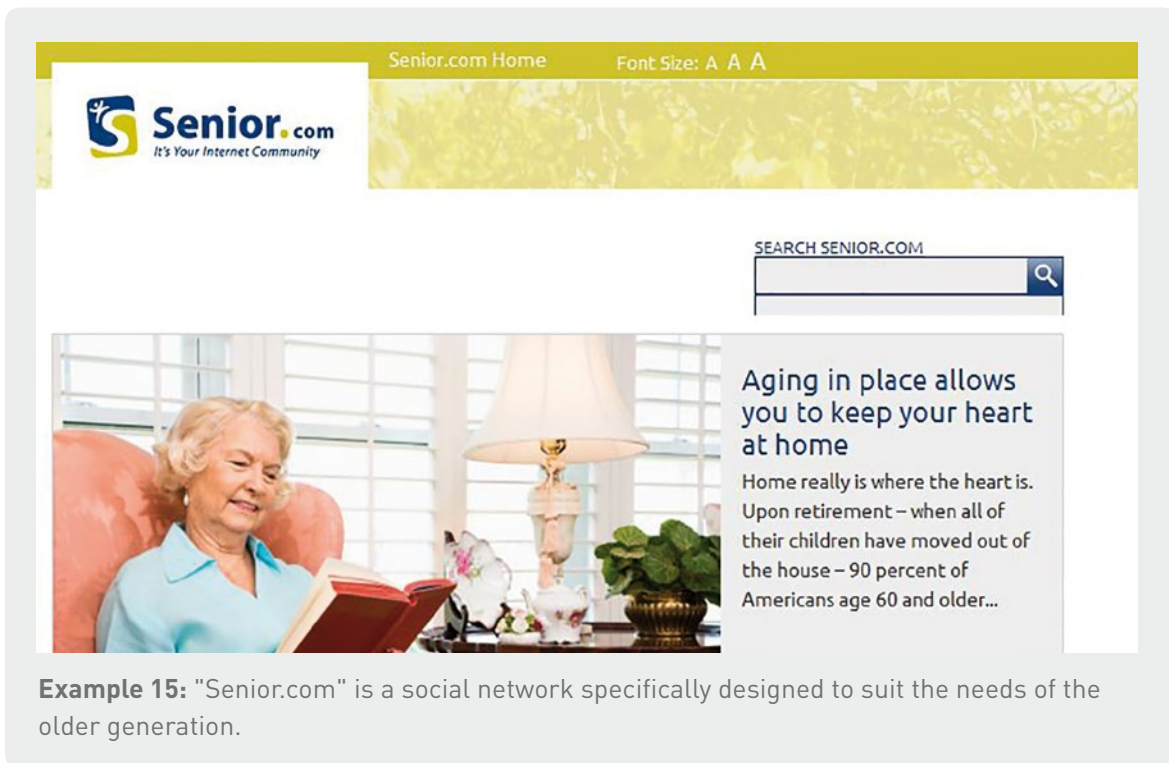 Senior.com Home
Font Size: A A A
Senior.com
It's Your Internet Community
SEARCH SENIOR.COM
Aging in place allows
you to keep your heart
at home
Home really is where the heart is.
Upon retirement – when all of
their children have moved out of
the house – 90 percent of
Americans age 60 and older...
Example 15: "Senior.com" is a social network specifically designed to suit the needs of the
older generation.